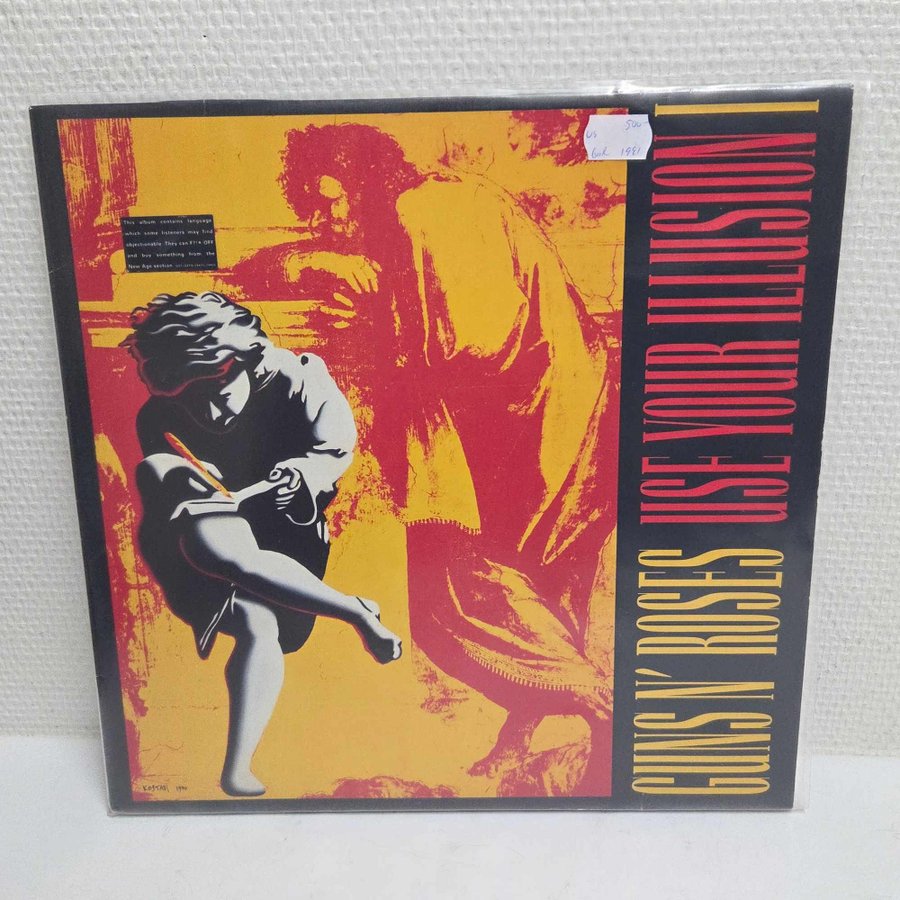 This album contains language
which some listeners may find
objectionable. They can F?!* OFF
and buy something from the
New Age section.
500-
1991
GUNS N' ROSES USE YOUR ILLUSION I
KOSTABI 1990